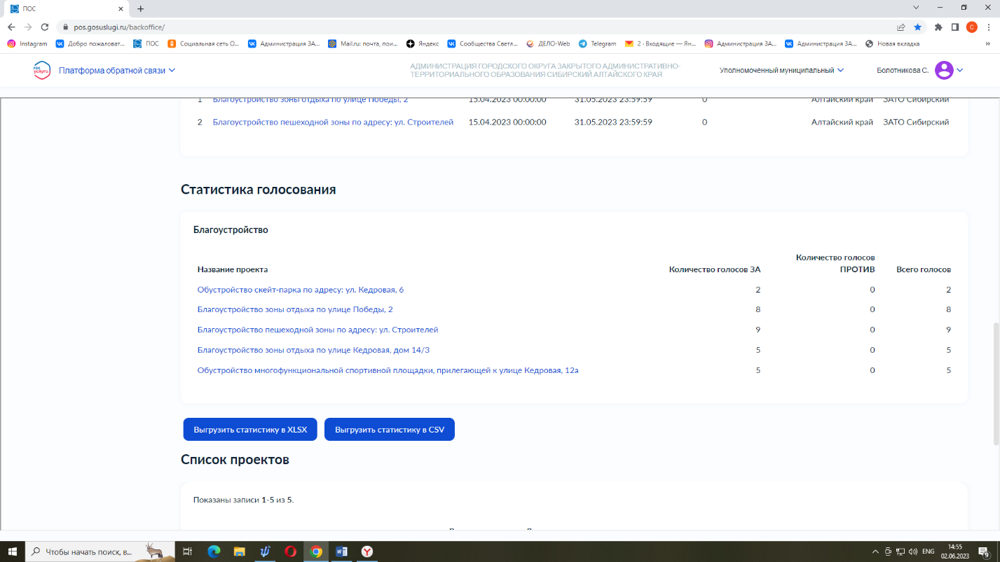 ПОС
pos.gosuslugi.ru/backoffice/
С
Instagram Добро пожаловат... ПОС Социальная сеть О... Администрация ЗА... Mail.ru: почта, пои... Яндекс Сообщества Светл... ДЕЛО-Web Telegram 2 · Входящие — Ян... Администрация ЗА... Администрация ЗА... Новая вкладка »
гос услуги Платформа обратной связи
АДМИНИСТРАЦИЯ ГОРОДСКОГО ОКРУГА ЗАКРЫТОГО АДМИНИСТРАТИВНО-
ТЕРРИТОРИАЛЬНОГО ОБРАЗОВАНИЯ СИБИРСКИЙ АЛТАЙСКОГО КРАЯ
Уполномоченный муниципальный Болотникова С.
1 Благоустройство зоны отдыха по улице Победы, 2 15.04.2023 00:00:00 31.05.2023 23:59:59 0 Алтайский край ЗАТО Сибирский
2 Благоустройство пешеходной зоны по адресу: ул. Строителей 15.04.2023 00:00:00 31.05.2023 23:59:59 0 Алтайский край ЗАТО Сибирский
Статистика голосования
Благоустройство
Количество голосов
Название проекта Количество голосов ЗА ПРОТИВ Всего голосов
Обустройство скейт-парка по адресу: ул. Кедровая, 6 2 0 2
Благоустройство зоны отдыха по улице Победы, 2 8 0 8
Благоустройство пешеходной зоны по адресу: ул. Строителей 9 0 9
Благоустройство зоны отдыха по улице Кедровая, дом 14/3 5 0 5
Обустройство многофункциональной спортивной площадки, прилегающей к улице Кедровая, 12а 5 0 5
Выгрузить статистику в XLSX Выгрузить статистику в CSV
Список проектов
Показаны записи 1-5 из 5.
Чтобы начать поиск, в...
ENG
14:55
02.06.2023
9